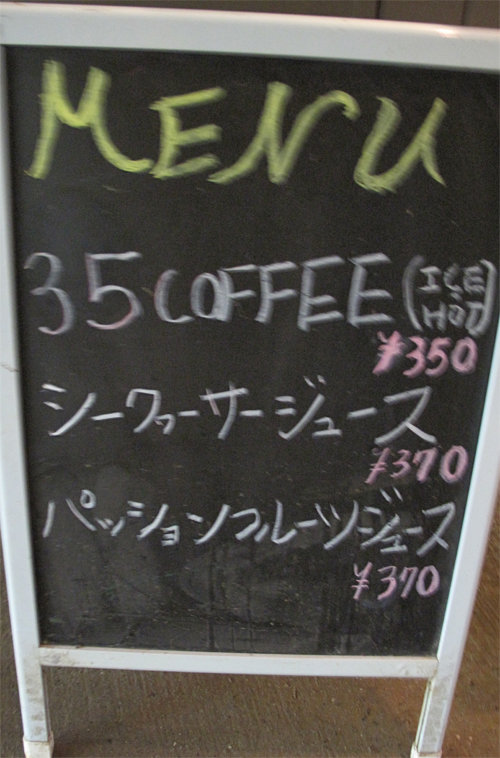 MENU
35COFFEE (ICE・HOT)
¥350
シークヮーサージュース
¥370
パッションフルーツジュース
¥370